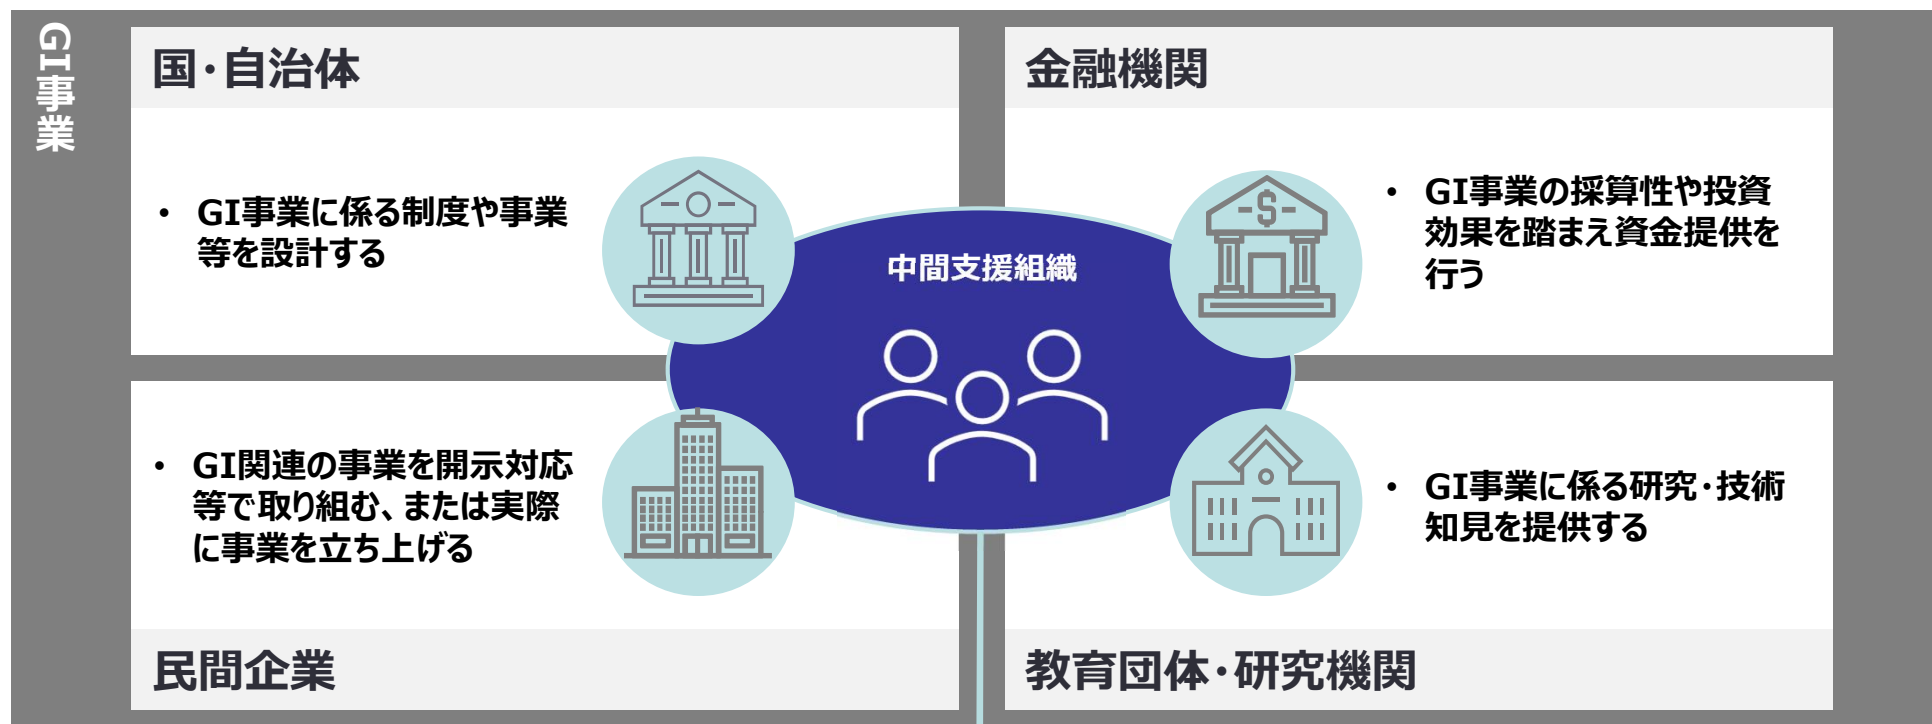 GI事業
国・自治体
• GI事業に係る制度や事業
等を設計する
金融機関
• GI事業の採算性や投資
効果を踏まえ資金提供を
行う
中間支援組織
• GI関連の事業を開示対応
等で取り組む、または実際
に事業を立ち上げる
民間企業
• GI事業に係る研究・技術
知見を提供する
教育団体・研究機関